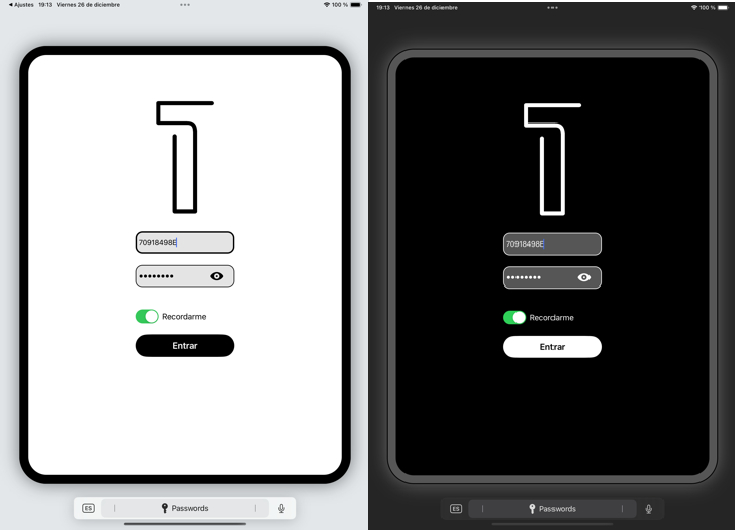 Ajustes 19:13 Viernes 26 de diciembre
100 %
70918498E
Recordarme
Entrar
ES
Passwords
19:13 Viernes 26 de diciembre
100 %
70918498E
Recordarme
Entrar
ES
Passwords